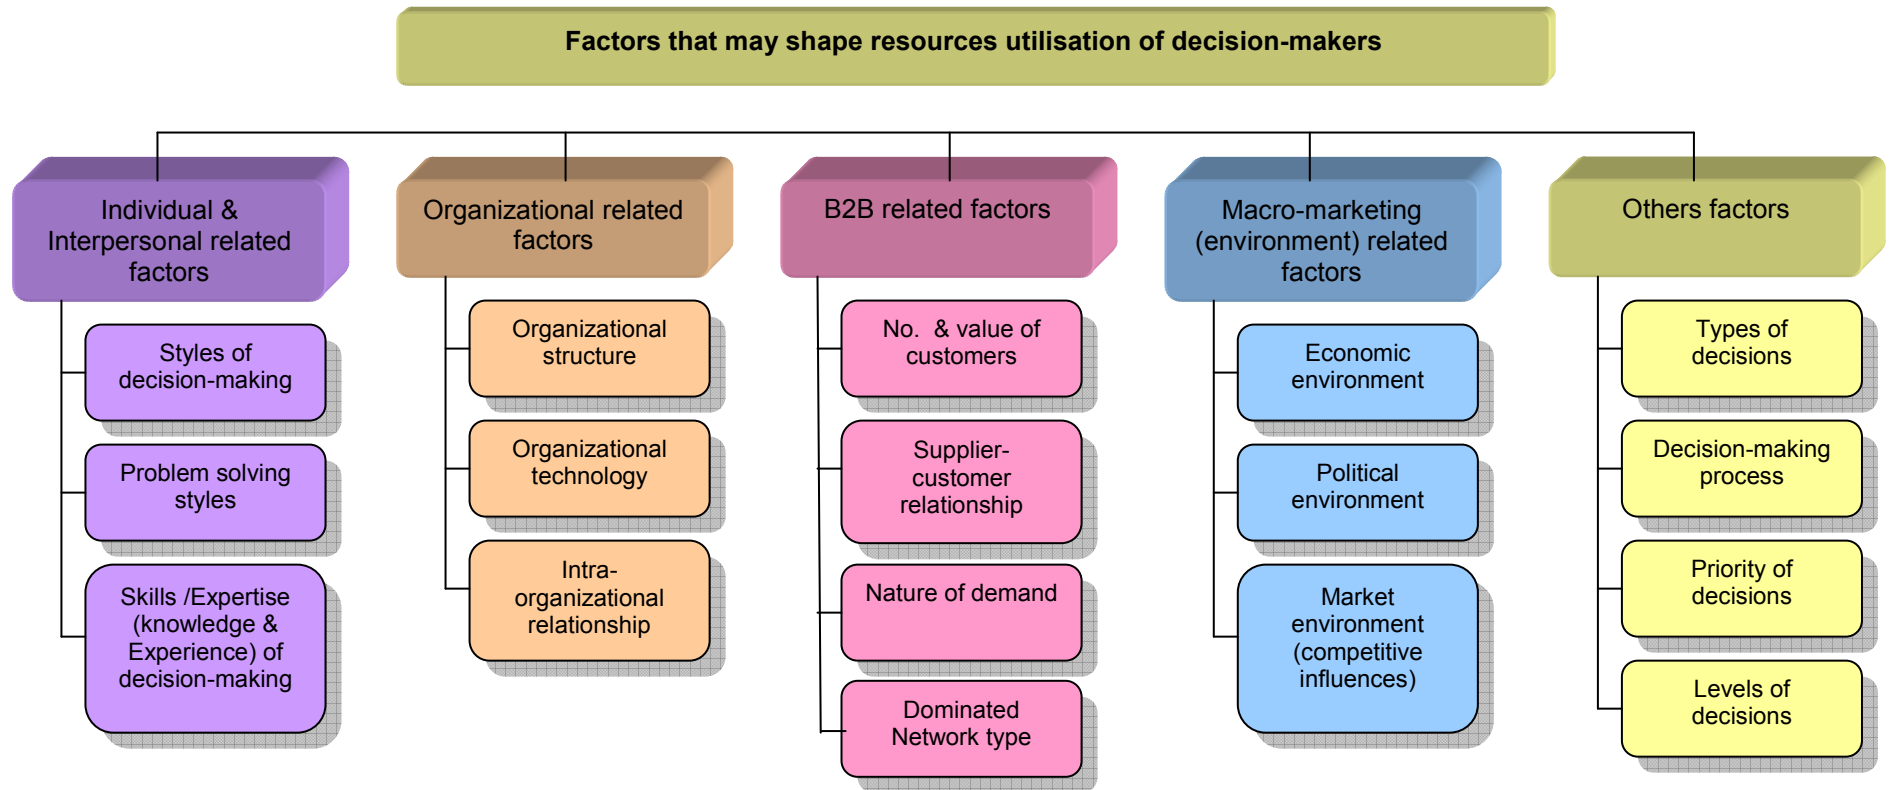 Factors that may shape resources utilisation of decision-makers
Individual &
Interpersonal related
factors
Styles of
decision-making
Problem solving
styles
Skills /Expertise
(knowledge &
Experience) of
decision-making
Organizational related
factors
Organizational
structure
Organizational
technology
Intra-
organizational
relationship
B2B related factors
No. & value of
customers
Supplier-
customer
relationship
Nature of demand
Dominated
Network type
Macro-marketing
(environment) related
factors
Economic
environment
Political
environment
Market
environment
(competitive
influences)
Others factors
Types of
decisions
Decision-making
process
Priority of
decisions
Levels of
decisions